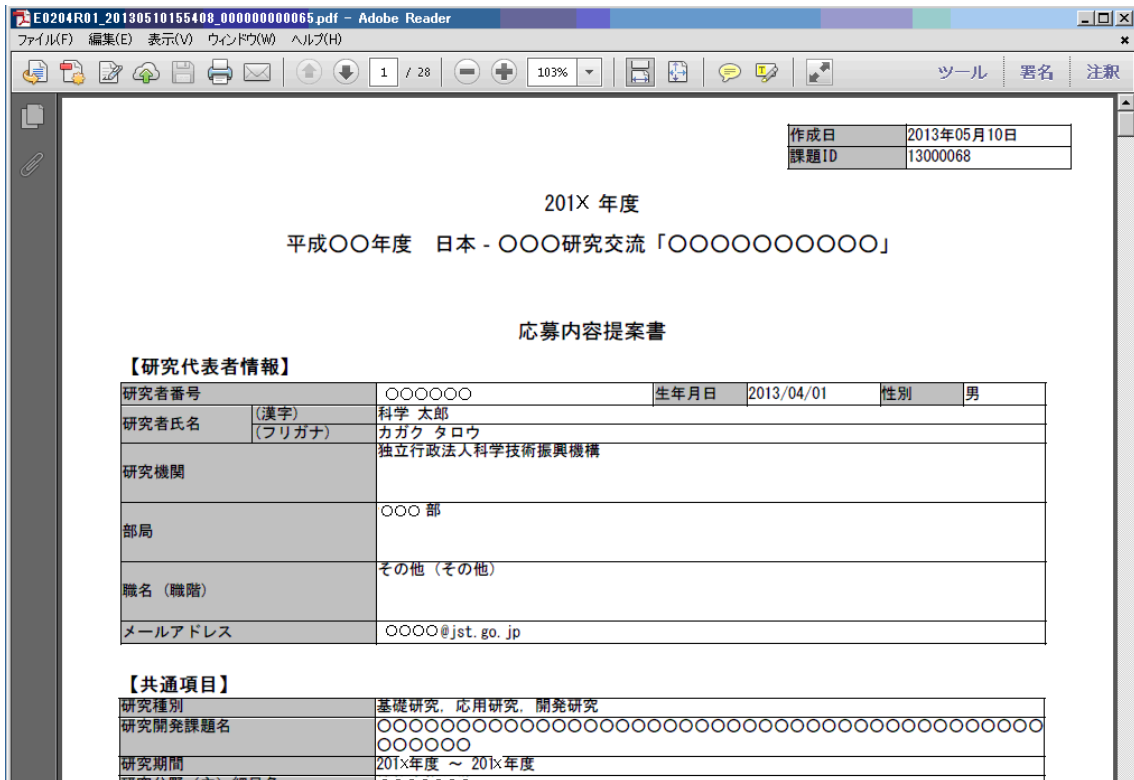 E0204R01_20130510155408_000000000065.pdf - Adobe Reader
ファイル(F) 編集(E) 表示(V) ウィンドウ(W) ヘルプ(H)
1 / 28 103% ツール 署名 注釈
作成日 2013年05月10日
課題ID 13000068
201X 年度
平成〇〇年度 日本 - 〇〇〇研究交流「〇〇〇〇〇〇〇〇〇〇」
応募内容提案書
【研究代表者情報】
研究者番号 〇〇〇〇〇〇 生年月日 2013/04/01 性別 男
研究者氏名 (漢字) 科学 太郎
(フリガナ) カガク タロウ
研究機関 独立行政法人科学技術振興機構
部局 〇〇〇 部
職名（職階） その他（その他）
メールアドレス 〇〇〇〇@jst.go.jp
【共通項目】
研究種別 基礎研究, 応用研究, 開発研究
研究開発課題名 〇〇〇〇〇〇〇〇〇〇〇〇〇〇〇〇〇〇〇〇〇〇〇〇〇〇〇〇〇〇〇〇〇〇〇〇〇〇〇〇〇〇
〇〇〇〇〇〇
研究期間 201x年度 ～ 201x年度